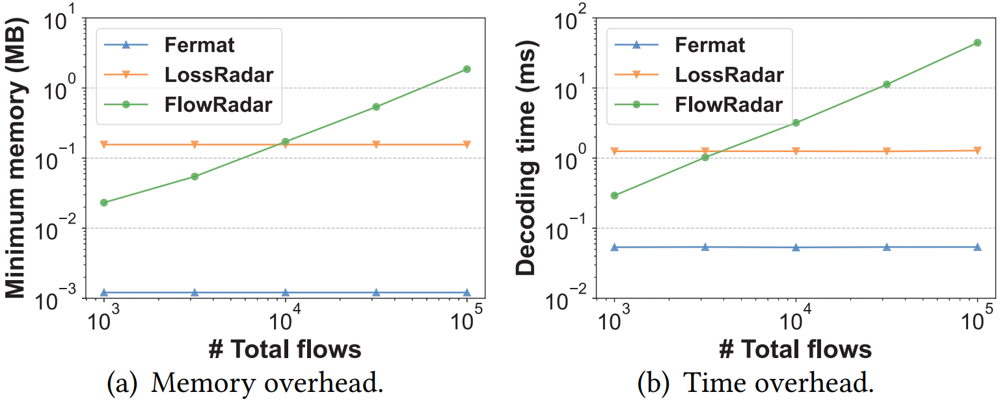 Minimum memory (MB)
10^1
10^0
10^-1
10^-2
10^-3
Fermat
LossRadar
FlowRadar
10^3
10^4
10^5
# Total flows
(a) Memory overhead.
Decoding time (ms)
10^2
10^1
10^0
10^-1
10^-2
Fermat
LossRadar
FlowRadar
10^3
10^4
10^5
# Total flows
(b) Time overhead.